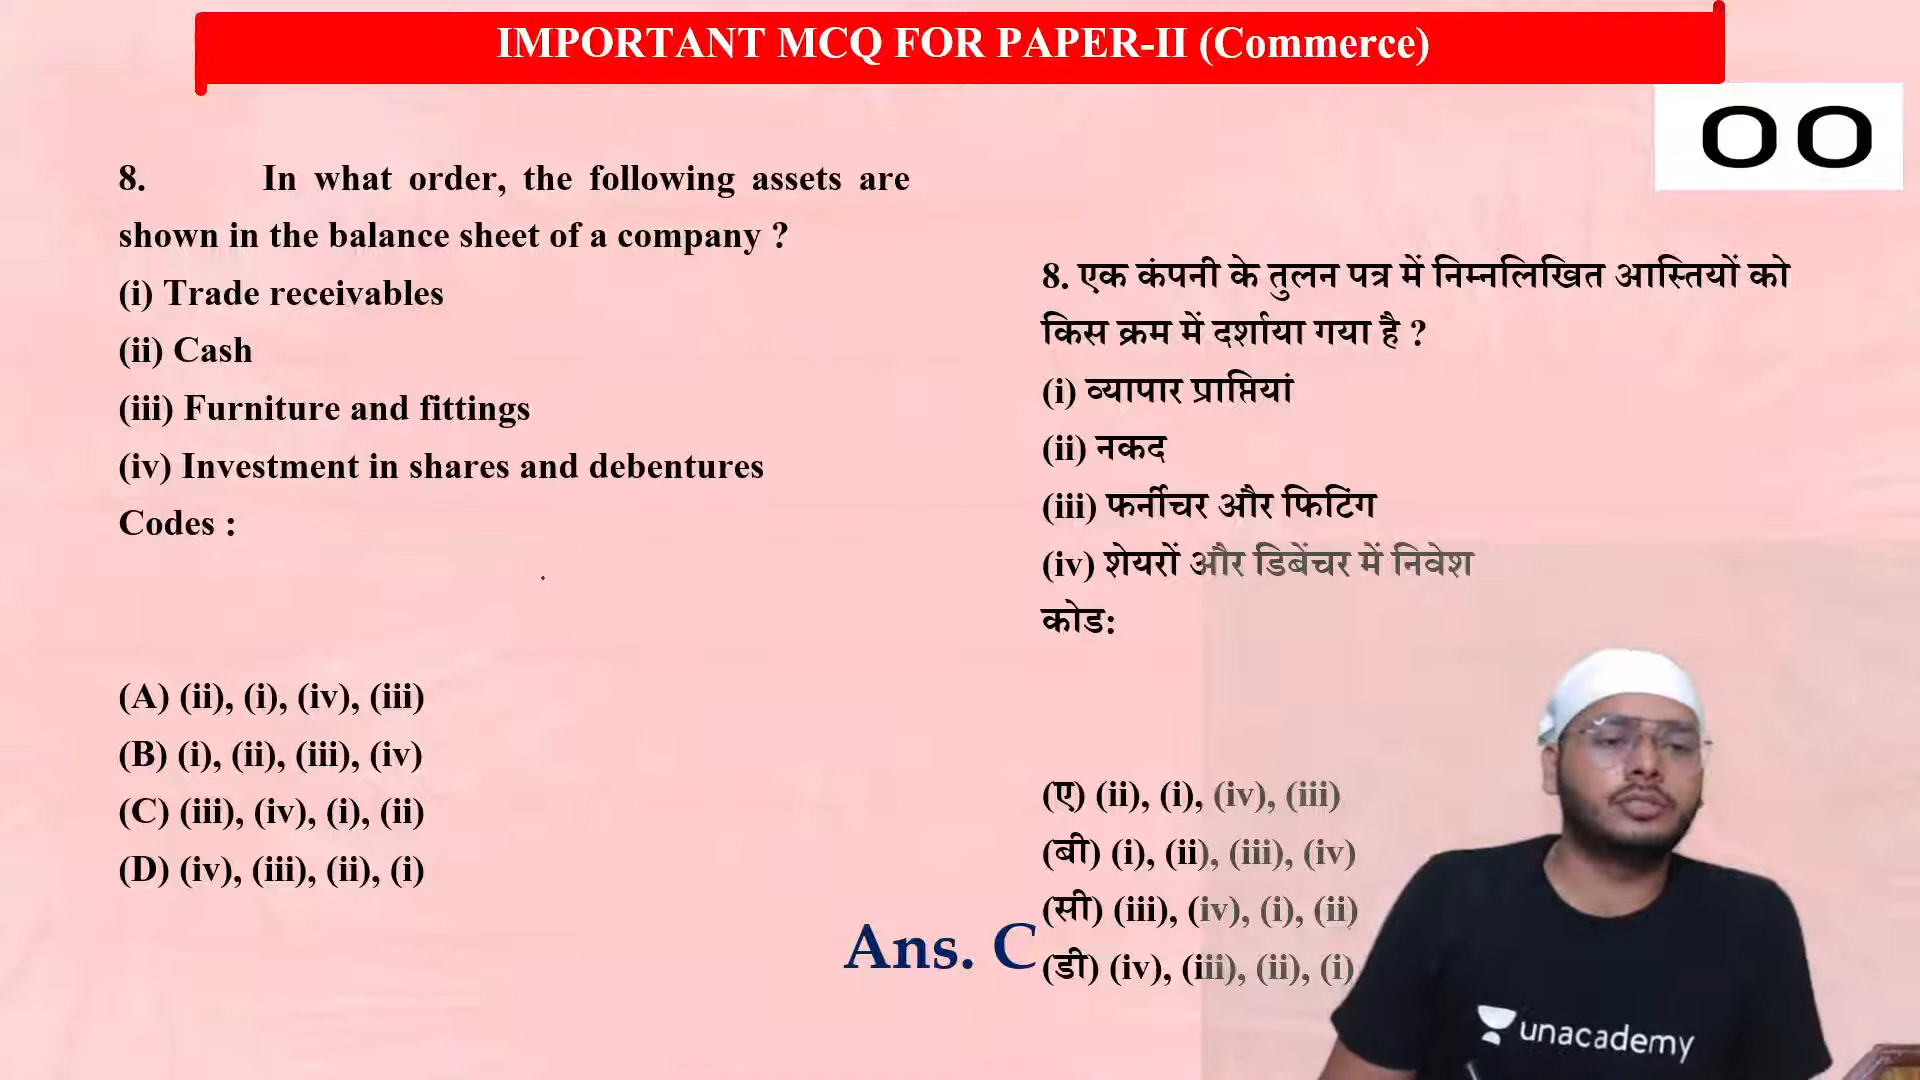 IMPORTANT MCQ FOR PAPER-II (Commerce)
00
8. In what order, the following assets are
shown in the balance sheet of a company ?
(i) Trade receivables
(ii) Cash
(iii) Furniture and fittings
(iv) Investment in shares and debentures
Codes :
(A) (ii), (i), (iv), (iii)
(B) (i), (ii), (iii), (iv)
(C) (iii), (iv), (i), (ii)
(D) (iv), (iii), (ii), (i)
8. एक कंपनी के तुलन पत्र में निम्नलिखित आस्तियों को
किस क्रम में दर्शाया गया है ?
(i) व्यापार प्राप्तियां
(ii) नकद
(iii) फर्नीचर और फिटिंग
(iv) शेयरों और डिबेंचर में निवेश
कोड:
(ए) (ii), (i), (iv), (iii)
(बी) (i), (ii), (iii), (iv)
(सी) (iii), (iv), (i), (ii)
(डी) (iv), (iii), (ii), (i)
Ans. C
unacademy